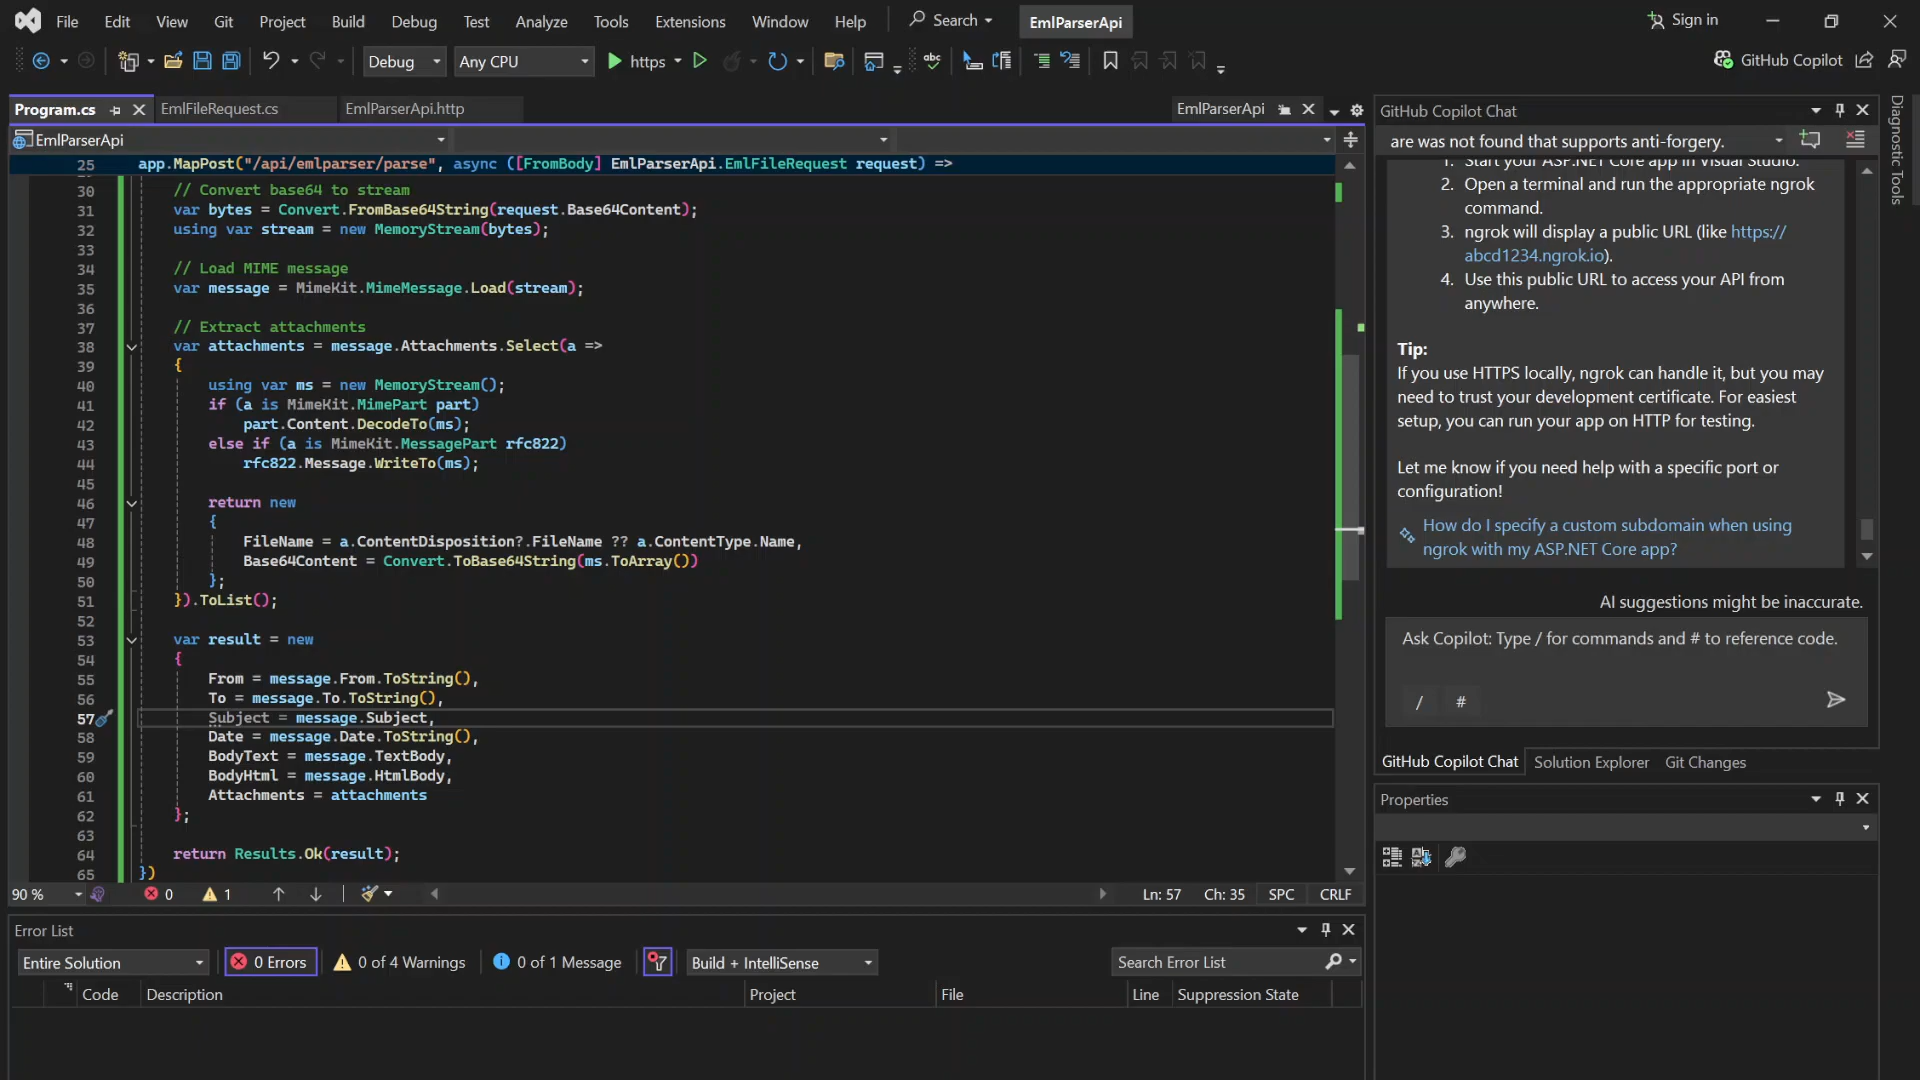 File Edit View Git Project Build Debug Test Analyze Tools Extensions Window Help Search EmlParserApi Sign in
Debug Any CPU https GitHub Copilot
Program.cs EmlFileRequest.cs EmlParserApi.http EmlParserApi
EmlParserApi
25 app.MapPost("/api/emlparser/parse", async ([FromBody] EmlParserApi.EmlFileRequest request) =>
30 // Convert base64 to stream
31 var bytes = Convert.FromBase64String(request.Base64Content);
32 using var stream = new MemoryStream(bytes);
33
34 // Load MIME message
35 var message = MimeKit.MimeMessage.Load(stream);
36
37 // Extract attachments
38 var attachments = message.Attachments.Select(a =>
39 {
40 using var ms = new MemoryStream();
41 if (a is MimeKit.MimePart part)
42 part.Content.DecodeTo(ms);
43 else if (a is MimeKit.MessagePart rfc822)
44 rfc822.Message.WriteTo(ms);
45
46 return new
47 {
48 FileName = a.ContentDisposition?.FileName ?? a.ContentType.Name,
49 Base64Content = Convert.ToBase64String(ms.ToArray())
50 };
51 }).ToList();
52
53 var result = new
54 {
55 From = message.From.ToString(),
56 To = message.To.ToString(),
57 Subject = message.Subject,
58 Date = message.Date.ToString(),
59 BodyText = message.TextBody,
60 BodyHtml = message.HtmlBody,
61 Attachments = attachments
62 };
63
64 return Results.Ok(result);
65 })
90 % 0 1 Ln: 57 Ch: 35 SPC CRLF
Error List
Entire Solution 0 Errors 0 of 4 Warnings 0 of 1 Message Build + IntelliSense Search Error List
Code Description Project File Line Suppression State
GitHub Copilot Chat
are was not found that supports anti-forgery.
1. Start your ASP.NET Core app in Visual Studio.
2. Open a terminal and run the appropriate ngrok
command.
3. ngrok will display a public URL (like https://
abcd1234.ngrok.io).
4. Use this public URL to access your API from
anywhere.
Tip:
If you use HTTPS locally, ngrok can handle it, but you may
need to trust your development certificate. For easiest
setup, you can run your app on HTTP for testing.
Let me know if you need help with a specific port or
configuration!
How do I specify a custom subdomain when using
ngrok with my ASP.NET Core app?
AI suggestions might be inaccurate.
Ask Copilot: Type / for commands and # to reference code.
/ #
GitHub Copilot Chat Solution Explorer Git Changes
Properties
Diagnostic Tools